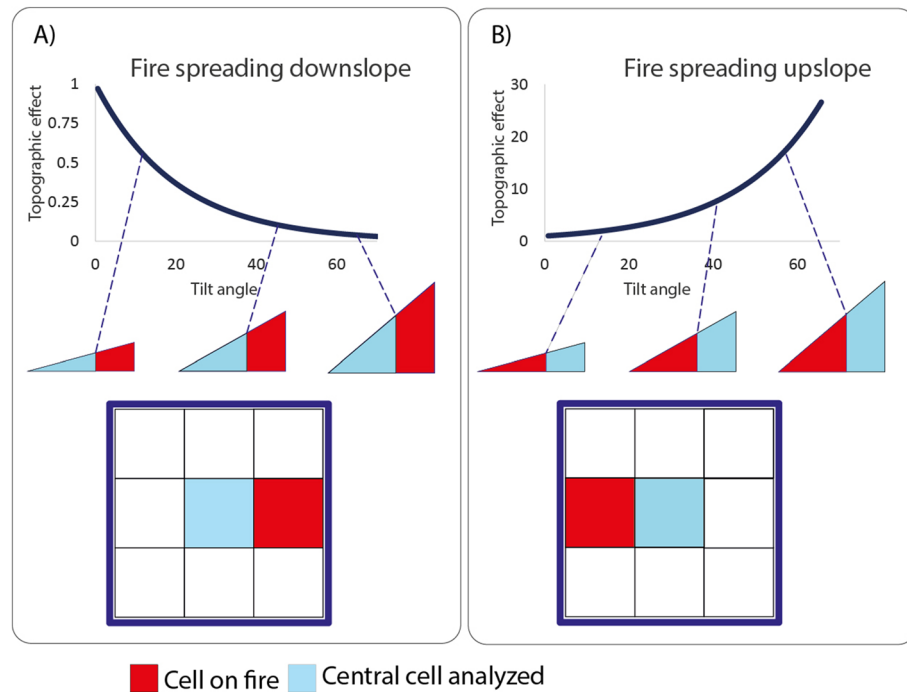 A)
Fire spreading downslope
Topographic effect
1
0.75
0.5
0.25
0
0 20 40 60
Tilt angle
B)
Fire spreading upslope
Topographic effect
30
20
10
0
0 20 40 60
Tilt angle
Cell on fire
Central cell analyzed